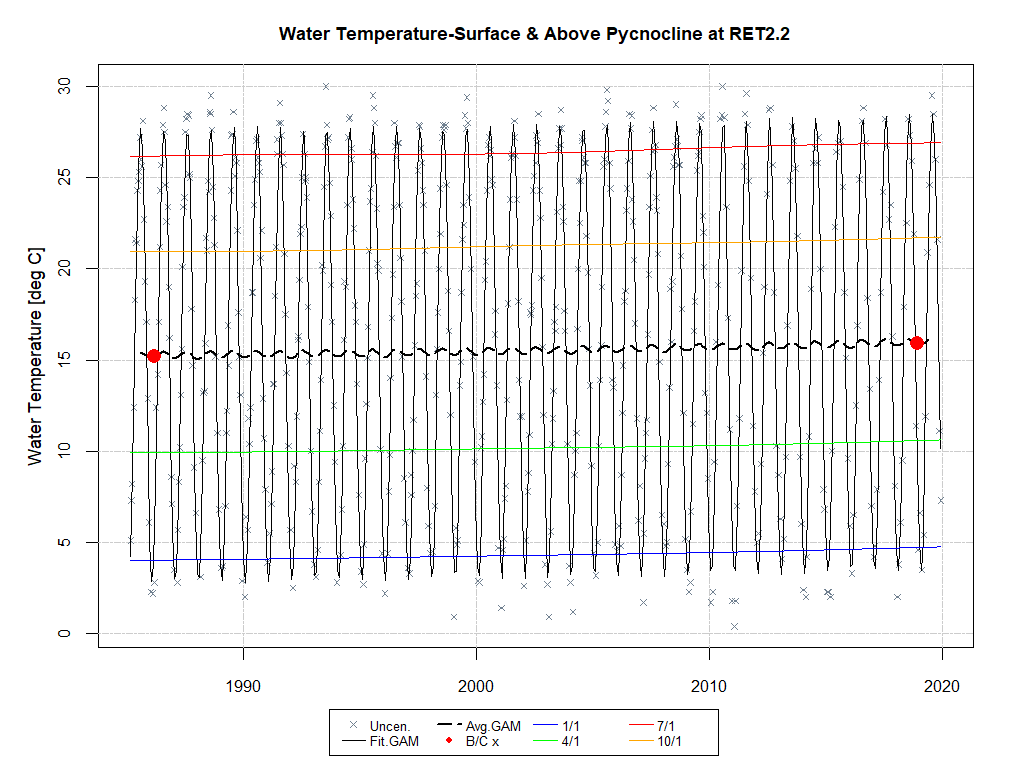 Water Temperature-Surface & Above Pycnocline at RET2.2
Water Temperature [deg C]
30
25
20
15
10
5
0
1990 2000 2010 2020
Uncen. Avg.GAM 1/1 7/1
Fit.GAM B/C x 4/1 10/1